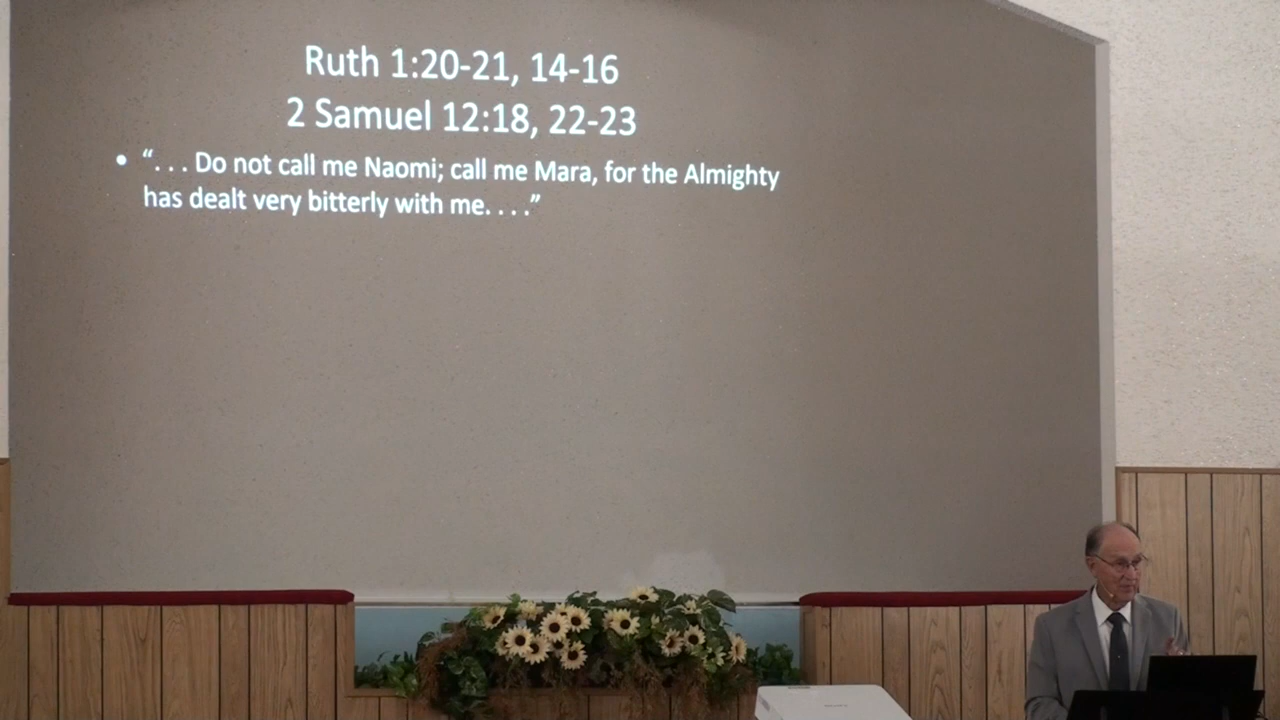 Ruth 1:20-21, 14-16
2 Samuel 12:18, 22-23
• “. . . Do not call me Naomi; call me Mara, for the Almighty
has dealt very bitterly with me. . . .”